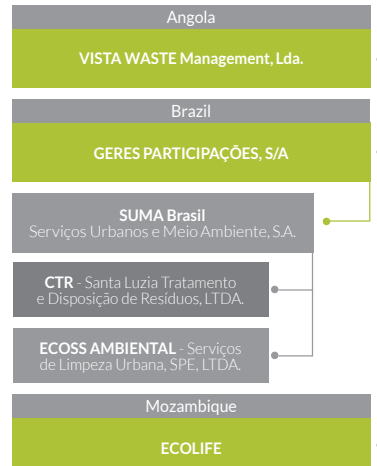 Angola
VISTA WASTE Management, Lda.
Brazil
GERES PARTICIPAÇÕES, S/A
SUMA Brasil
Serviços Urbanos e Meio Ambiente, S.A.
CTR - Santa Luzia Tratamento
e Disposição de Resíduos, LTDA.
ECOSS AMBIENTAL - Serviços
de Limpeza Urbana, SPE, LTDA.
Mozambique
ECOLIFE